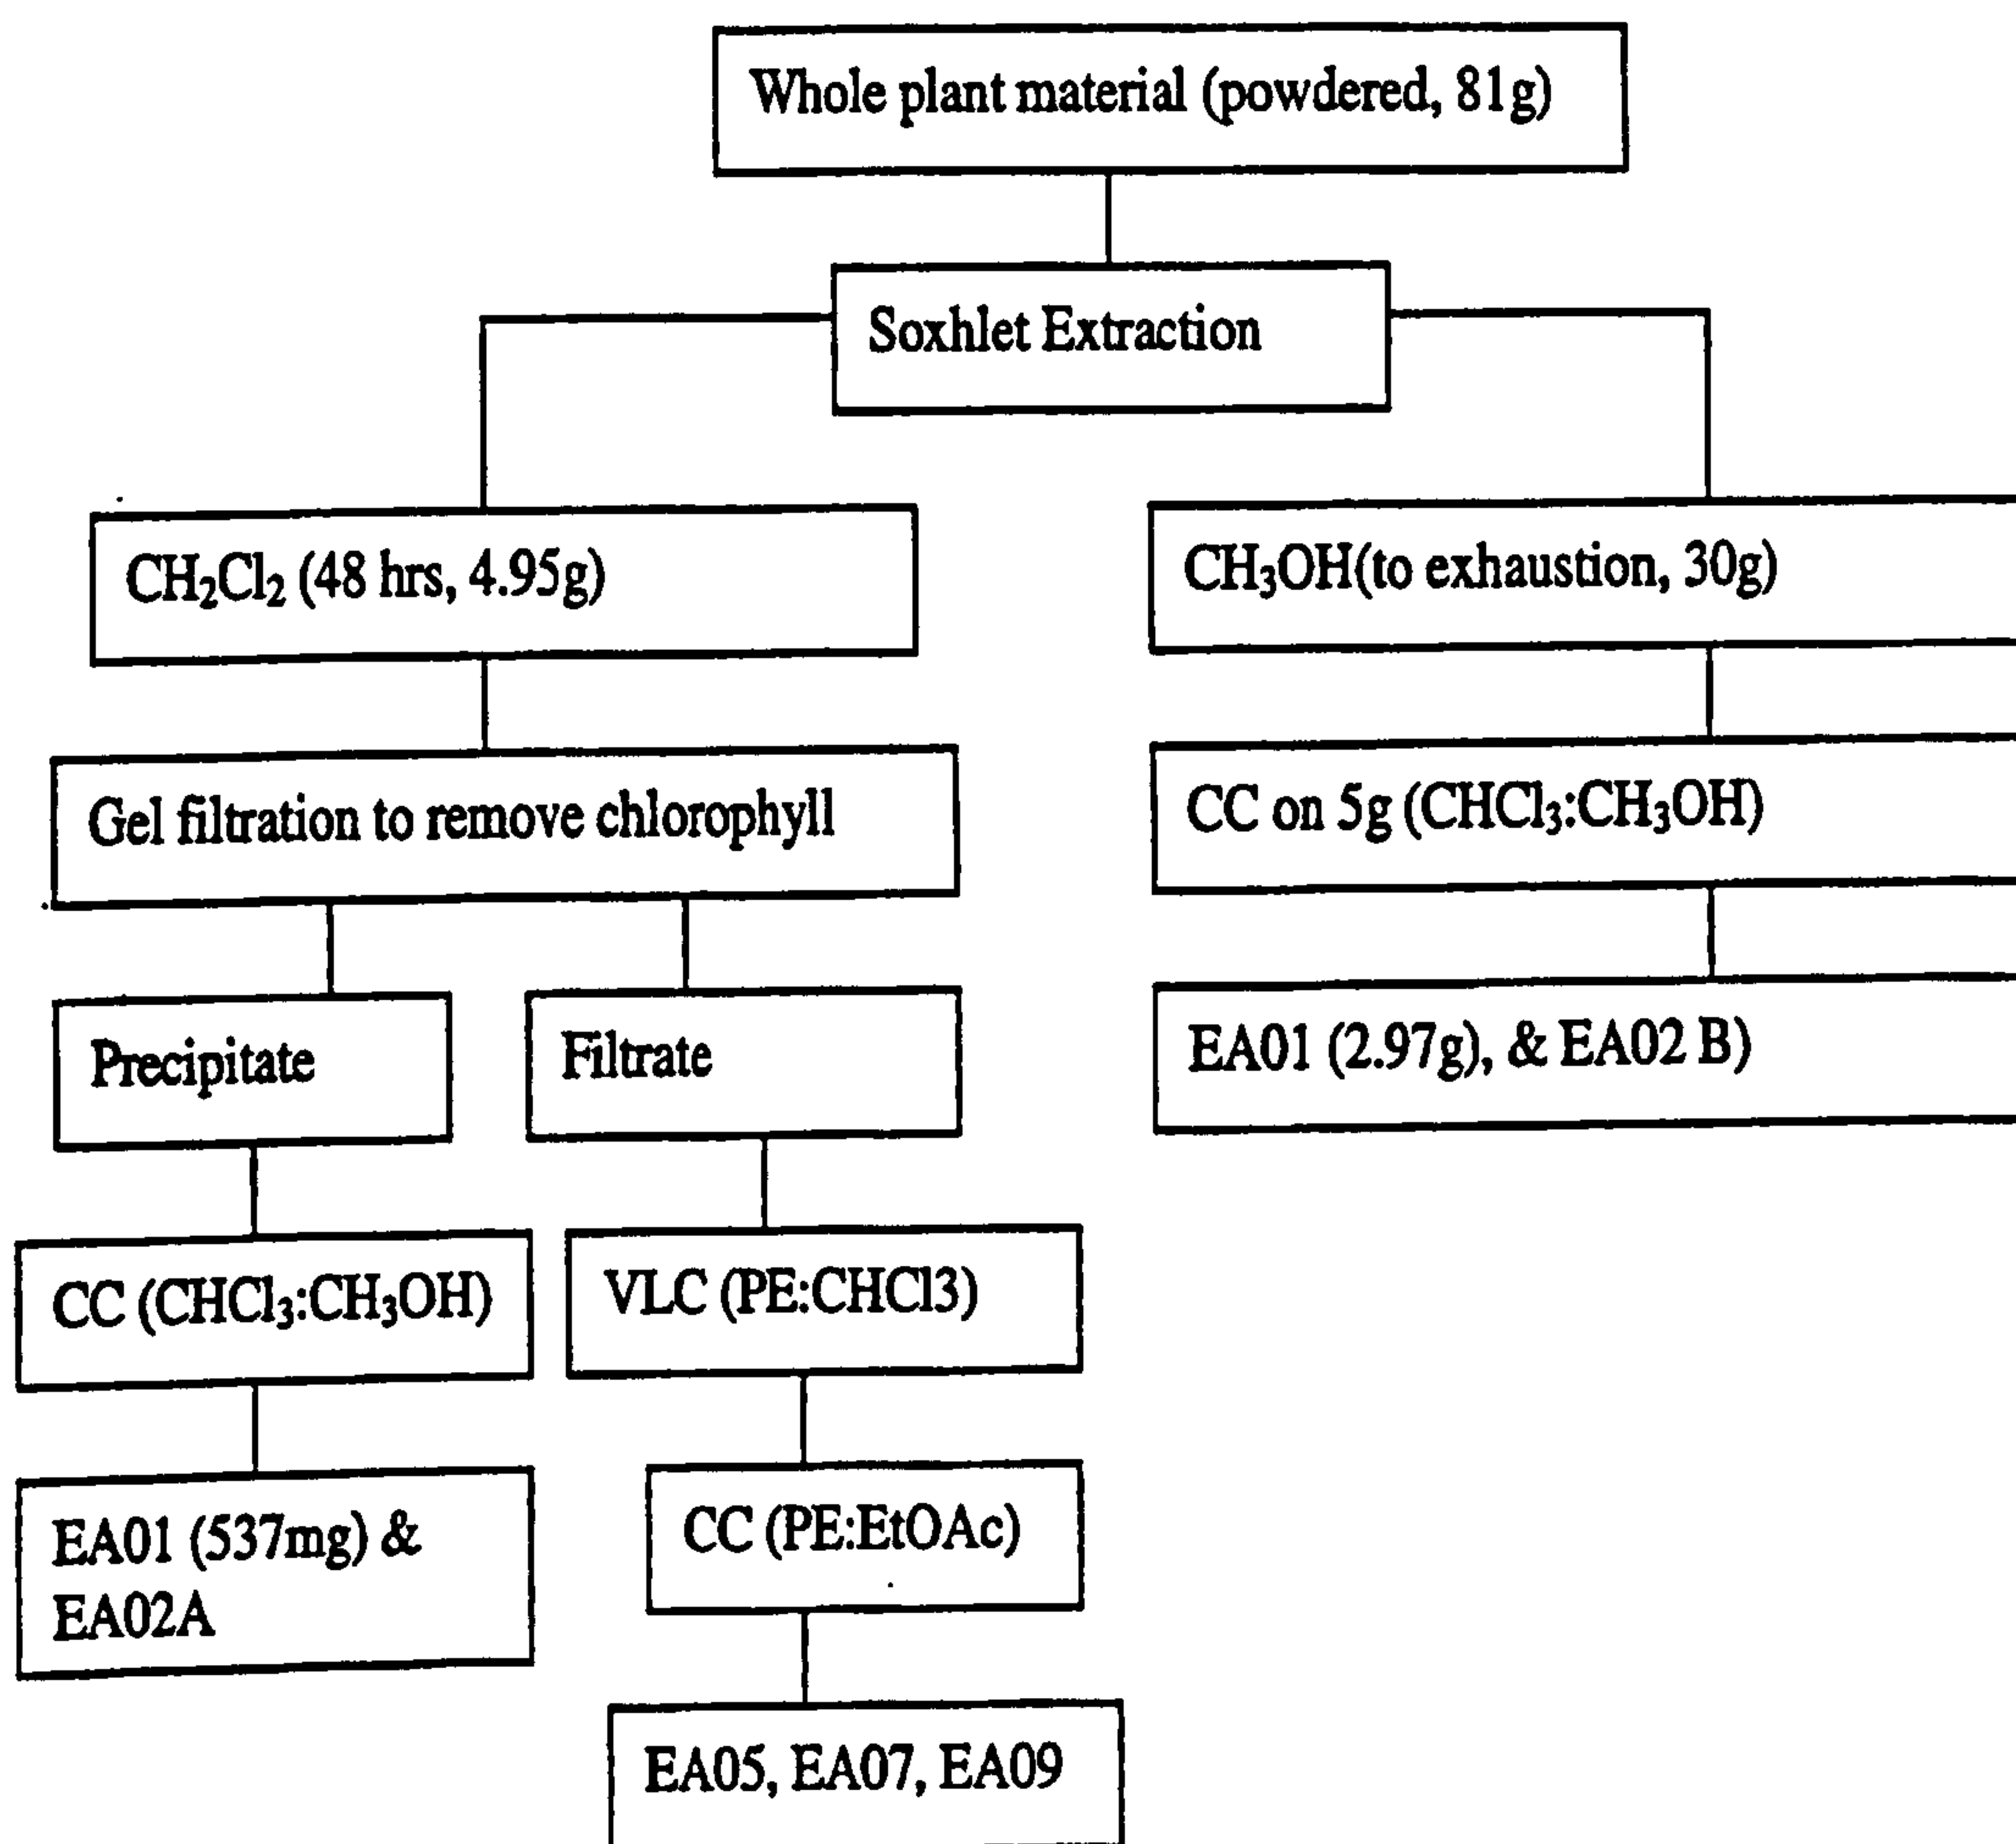 Whole plant material (powdered, 81g)
Soxhlet Extraction
CH₂Cl₂ (48 hrs, 4.95g)
CH₃OH(to exhaustion, 30g)
Gel filtration to remove chlorophyll
CC on 5g (CHCl₃:CH₃OH)
Precipitate
Filtrate
EA01 (2.97g), & EA02 B)
CC (CHCl₃:CH₃OH)
VLC (PE:CHCl3)
EA01 (537mg) &
EA02A
CC (PE:EtOAc)
EA05, EA07, EA09